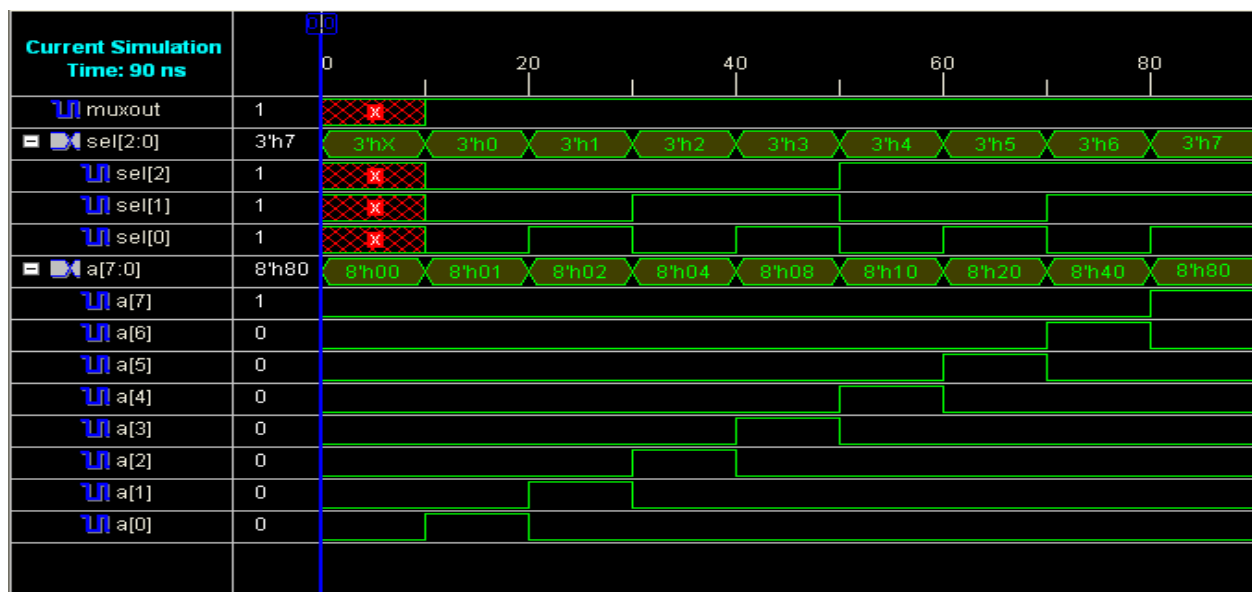 0.0
Current Simulation
Time: 90 ns
0 20 40 60 80
muxout 1 X
sel[2:0] 3'h7 3'hX 3'h0 3'h1 3'h2 3'h3 3'h4 3'h5 3'h6 3'h7
sel[2] 1 X
sel[1] 1 X
sel[0] 1 X
a[7:0] 8'h80 8'h00 8'h01 8'h02 8'h04 8'h08 8'h10 8'h20 8'h40 8'h80
a[7] 1
a[6] 0
a[5] 0
a[4] 0
a[3] 0
a[2] 0
a[1] 0
a[0] 0